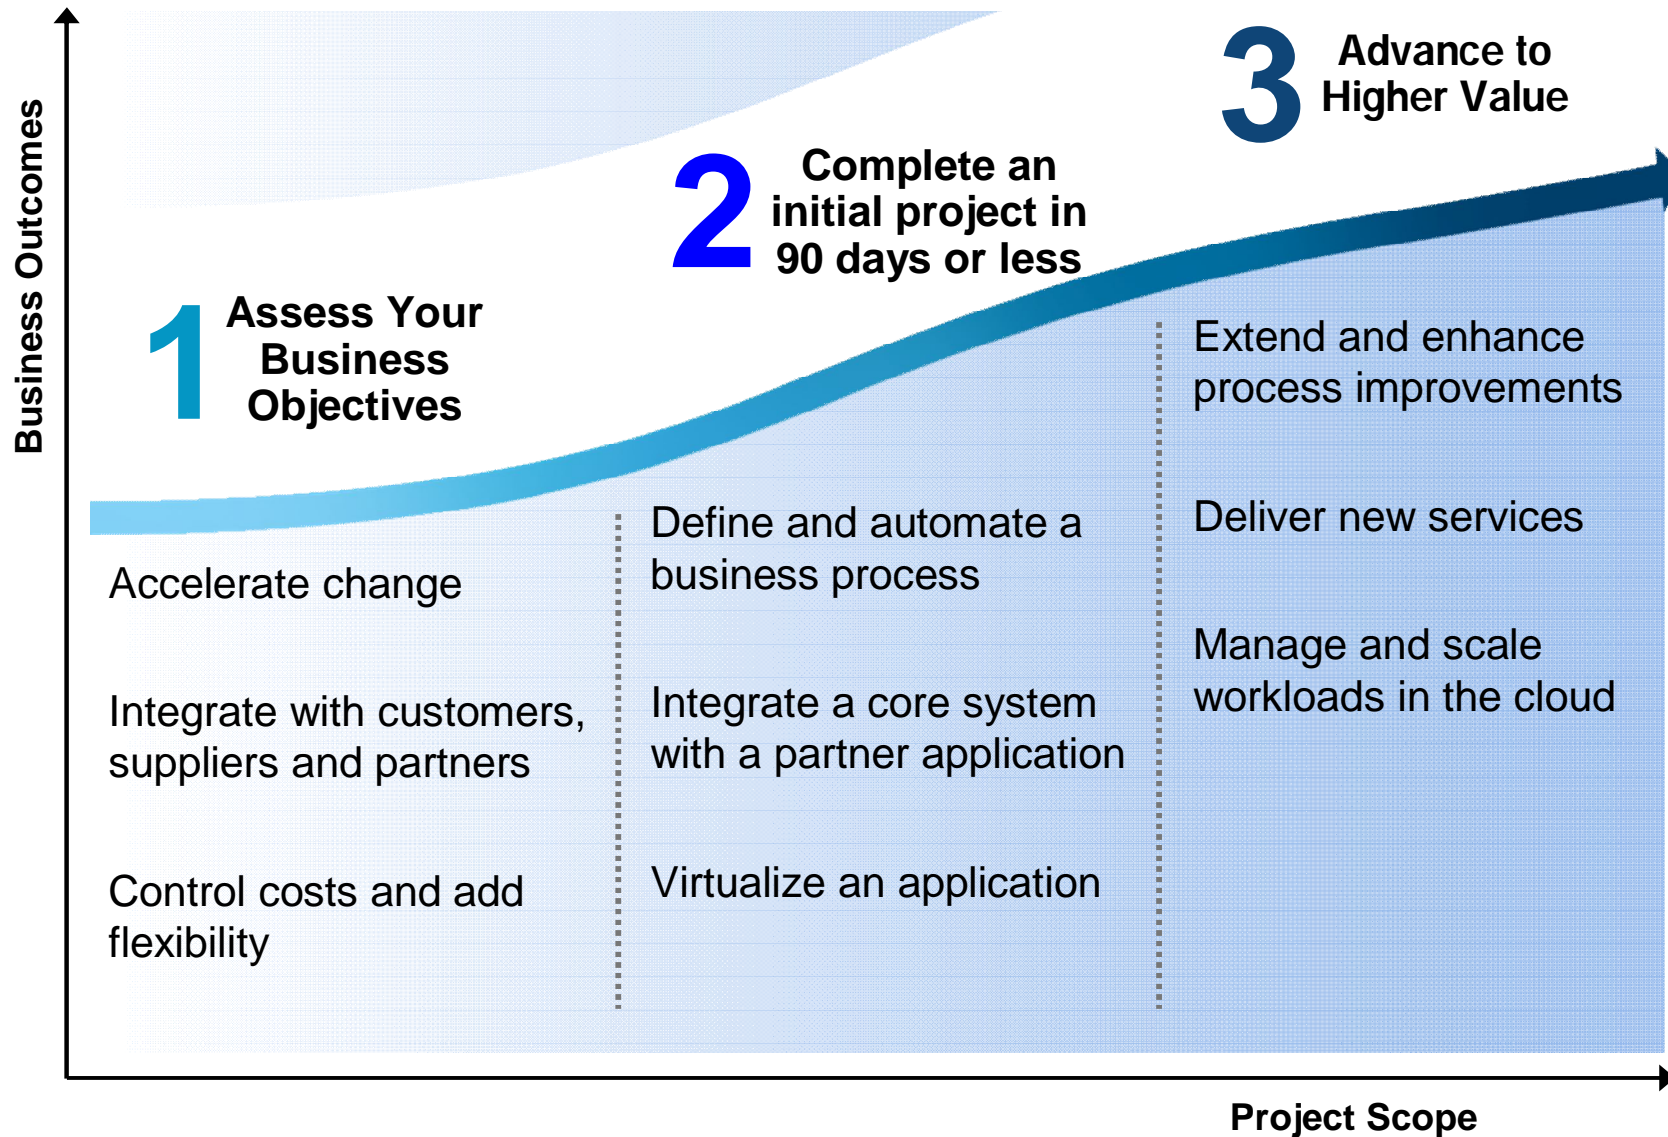 Business Outcomes
1
Assess Your
Business
Objectives
Accelerate change
Integrate with customers,
suppliers and partners
Control costs and add
flexibility
2
Complete an
initial project in
90 days or less
Define and automate a
business process
Integrate a core system
with a partner application
Virtualize an application
3
Advance to
Higher Value
Extend and enhance
process improvements
Deliver new services
Manage and scale
workloads in the cloud
Project Scope